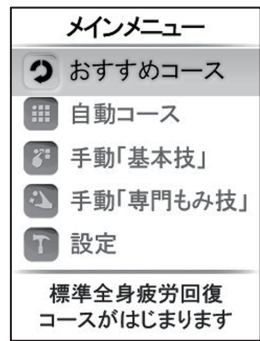 メインメニュー
おすすめコース
自動コース
手動「基本技」
手動「専門もみ技」
設定
標準全身疲労回復
コースがはじまります